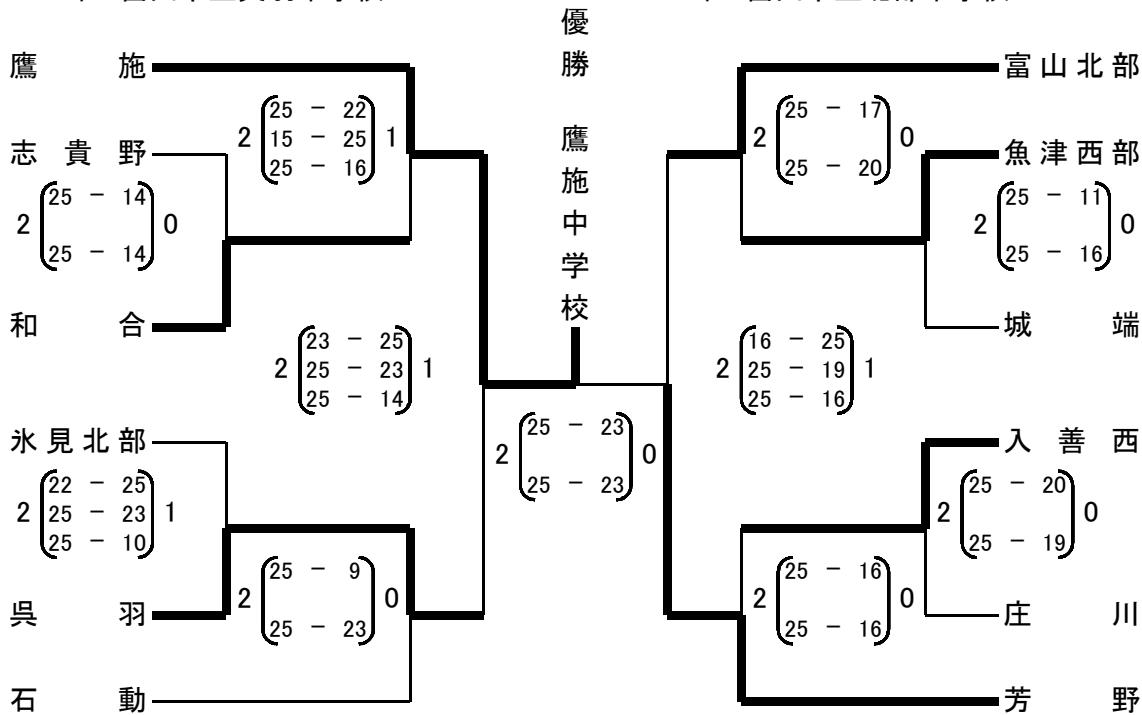 優勝 鷹施中学校
鷹施
2 25 - 22 1
15 - 25
25 - 16
志貴野
2 25 - 14 0
25 - 14
和合
2 23 - 25 1
25 - 23
25 - 14
氷見北部
2 22 - 25 1
25 - 23
25 - 10
呉羽
2 25 - 9 0
25 - 23
石動
2 25 - 23 0
25 - 23
富山北部
2 25 - 17 0
25 - 20
魚津西部
2 25 - 11 0
25 - 16
城端
2 16 - 25 1
25 - 19
25 - 16
入善西
2 25 - 20 0
25 - 19
庄川
2 25 - 16 0
25 - 16
芳野